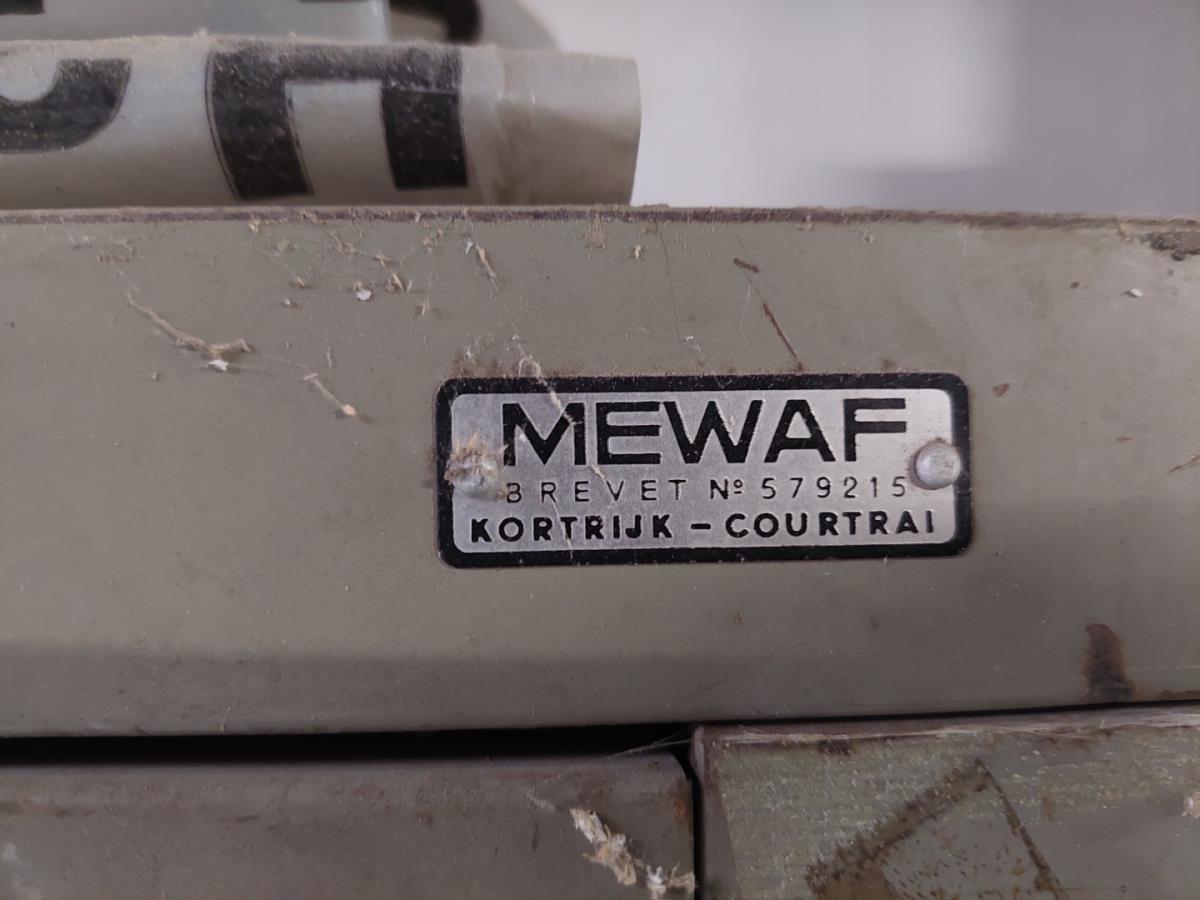 MEWAF
BREVET Nº 579215
KORTRIJK - COURTRAI